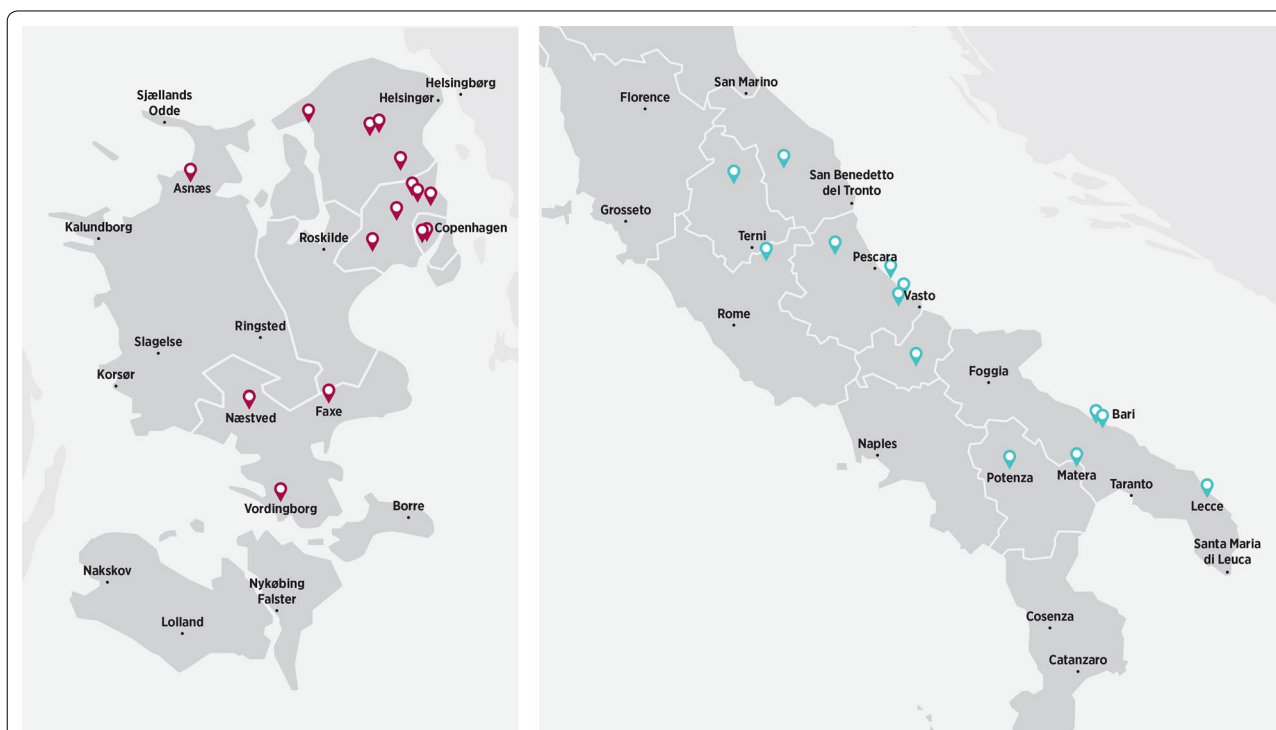 Sjællands
Odde
Helsingbørg
Helsingør
Asnæs
Kalundborg
Roskilde
Copenhagen
Ringsted
Slagelse
Korsør
Næstved
Faxe
Vordingborg
Borre
Nakskov
Nykøbing
Falster
Lolland
San Marino
Florence
San Benedetto
del Tronto
Grosseto
Terni
Pescara
Vasto
Rome
Foggia
Bari
Naples
Potenza
Matera
Taranto
Lecce
Santa Maria
di Leuca
Cosenza
Catanzaro